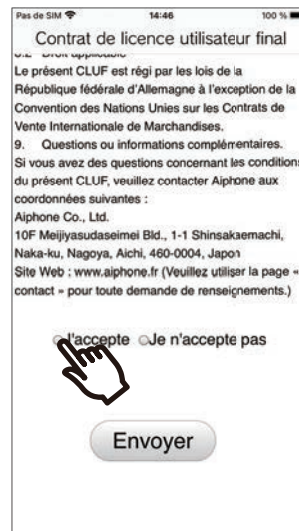 Pas de SIM 14:46 100 %
Contrat de licence utilisateur final
8.2 Droit applicable
Le présent CLUF est régi par les lois de la
République fédérale d'Allemagne à l'exception de la
Convention des Nations Unies sur les Contrats de
Vente Internationale de Marchandises.
9. Questions ou informations complémentaires.
Si vous avez des questions concernant les conditions
du présent CLUF, veuillez contacter Aiphone aux
coordonnées suivantes :
Aiphone Co., Ltd.
10F Meijiyasudaseimei Bld., 1-1 Shinsakaemachi,
Naka-ku, Nagoya, Aichi, 460-0004, Japon
Site Web : www.aiphone.fr (Veuillez utiliser la page «
contact » pour toute demande de renseignements.)
J'accepte Je n'accepte pas
Envoyer